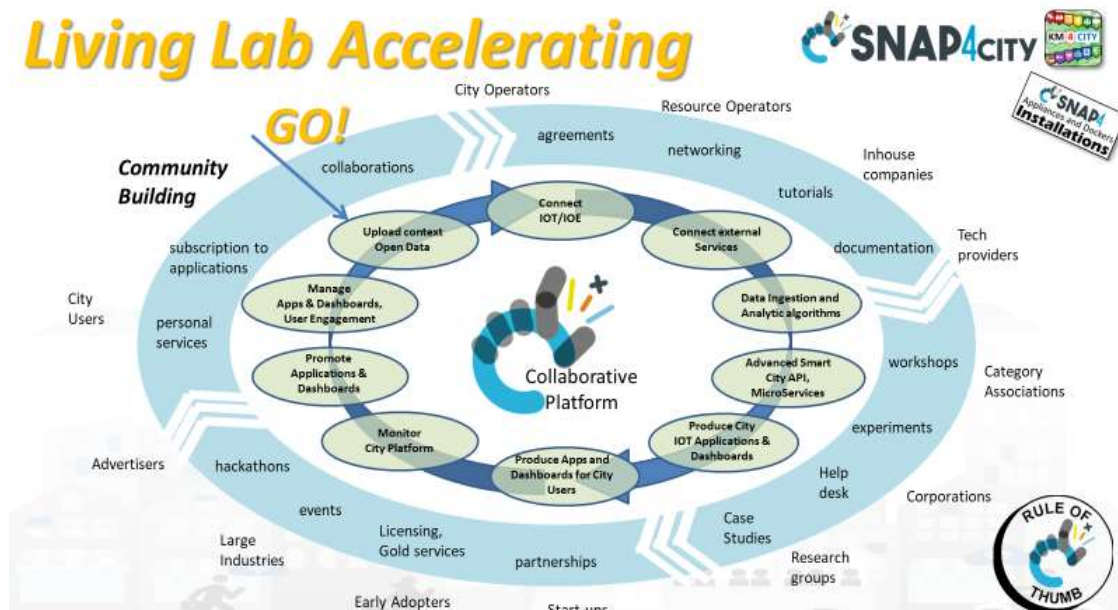 Living Lab Accelerating
SNAP4CITY
KM4CITY
SNAP4
Appliances and Dockers
Installations
GO!
City Operators
Resource Operators
Inhouse
companies
Tech
providers
Category
Associations
Corporations
Research
groups
Start-ups
Early Adopters
Large
Industries
Advertisers
City
Users
Community
Building
collaborations
agreements
networking
tutorials
documentation
workshops
experiments
Help
desk
Case
Studies
partnerships
Licensing,
Gold services
events
hackathons
personal
services
subscription to
applications
Upload context
Open Data
Connect
IOT/IOE
Connect external
Services
Data Ingestion and
Analytic algorithms
Advanced Smart
City API,
MicroServices
Produce City
IOT Applications &
Dashboards
Produce Apps and
Dashboards for City
Users
Monitor
City Platform
Promote
Applications &
Dashboards
Manage
Apps & Dashboards,
User Engagement
Collaborative
Platform
RULE OF
THUMB